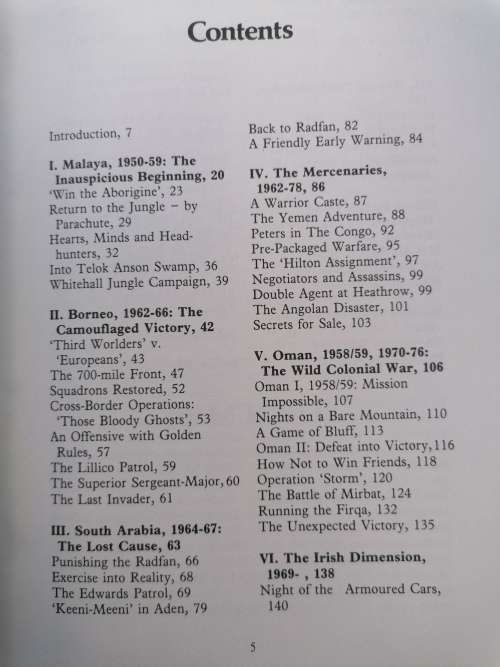 Contents
Introduction, 7
I. Malaya, 1950-59: The
Inauspicious Beginning, 20
'Win the Aborigine', 23
Return to the Jungle – by
Parachute, 29
Hearts, Minds and Head-
hunters, 32
Into Telok Anson Swamp, 36
Whitehall Jungle Campaign, 39
II. Borneo, 1962-66: The
Camouflaged Victory, 42
'Third Worlders' v.
'Europeans', 43
The 700-mile Front, 47
Squadrons Restored, 52
Cross-Border Operations:
'Those Bloody Ghosts', 53
An Offensive with Golden
Rules, 57
The Lillico Patrol, 59
The Superior Sergeant-Major, 60
The Last Invader, 61
III. South Arabia, 1964-67:
The Lost Cause, 63
Punishing the Radfan, 66
Exercise into Reality, 68
The Edwards Patrol, 69
'Keeni-Meeni' in Aden, 79
Back to Radfan, 82
A Friendly Early Warning, 84
IV. The Mercenaries,
1962-78, 86
A Warrior Caste, 87
The Yemen Adventure, 88
Peters in The Congo, 92
Pre-Packaged Warfare, 95
The 'Hilton Assignment', 97
Negotiators and Assassins, 99
Double Agent at Heathrow, 99
The Angolan Disaster, 101
Secrets for Sale, 103
V. Oman, 1958/59, 1970-76:
The Wild Colonial War, 106
Oman I, 1958/59: Mission
Impossible, 107
Nights on a Bare Mountain, 110
A Game of Bluff, 113
Oman II: Defeat into Victory,116
How Not to Win Friends, 118
Operation 'Storm', 120
The Battle of Mirbat, 124
Running the Firqa, 132
The Unexpected Victory, 135
VI. The Irish Dimension,
1969- , 138
Night of the Armoured Cars,
140
5